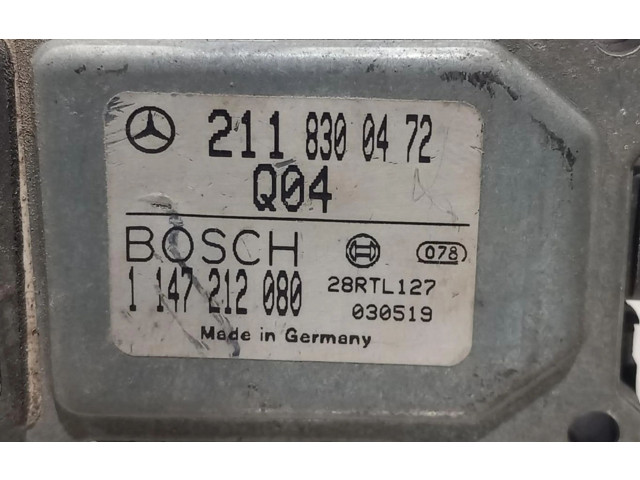 211 830 04 72
Q04
BOSCH 078
1 147 212 080 28RTL127
030519
Made in Germany